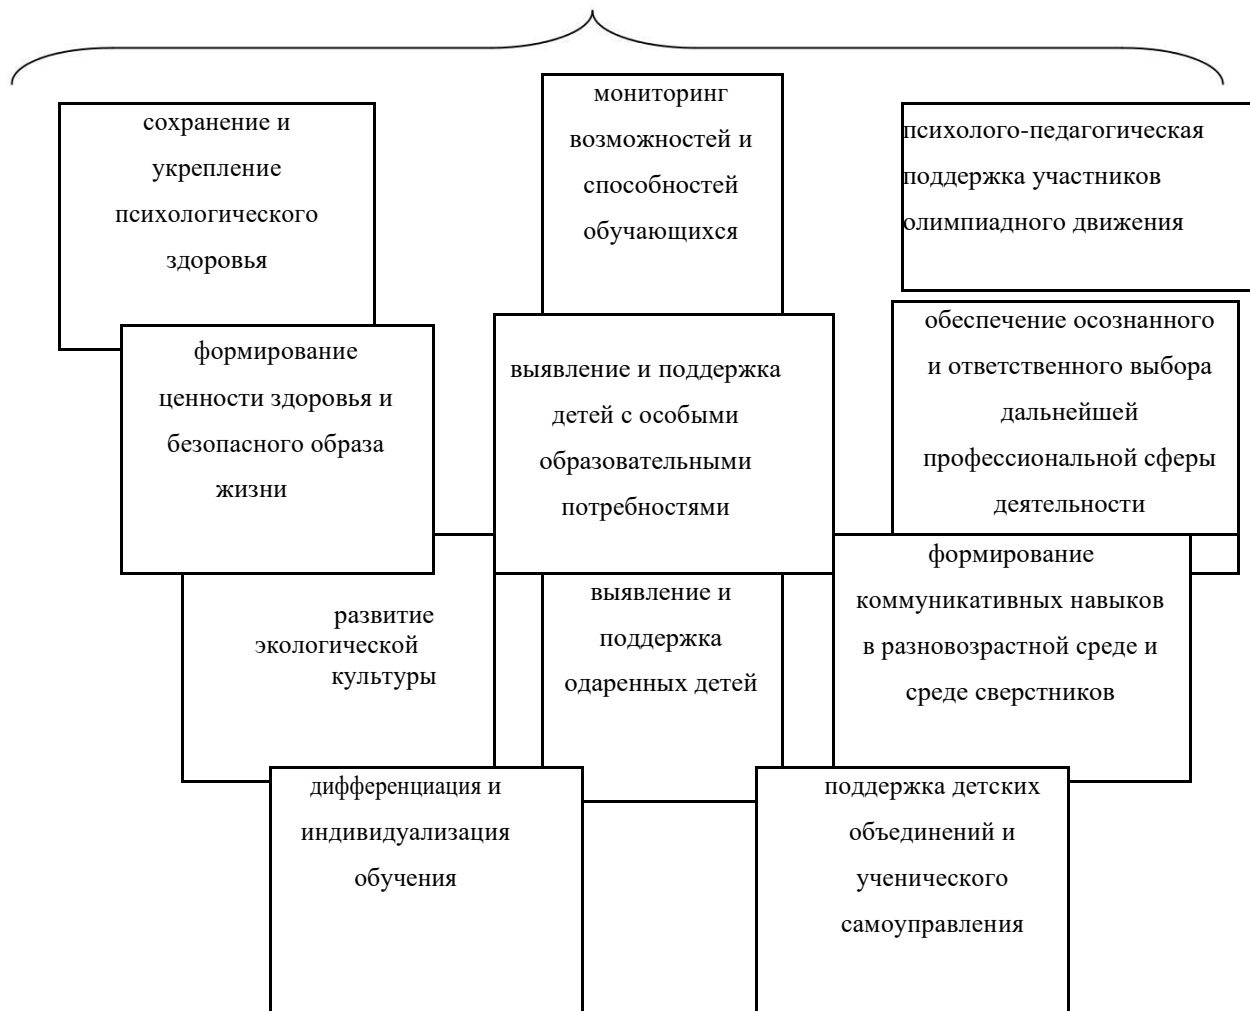 сохранение и
укрепление
психологического
здоровья
мониторинг
возможностей и
способностей
обучающихся
психолого-педагогическая
поддержка участников
олимпиадного движения
формирование
ценности здоровья и
безопасного образа
жизни
выявление и поддержка
детей с особыми
образовательными
потребностями
обеспечение осознанного
и ответственного выбора
дальнейшей
профессиональной сферы
деятельности
развитие
экологической
культуры
выявление и
поддержка
одаренных детей
формирование
коммуникативных навыков
в разновозрастной среде и
среде сверстников
дифференциация и
индивидуализация
обучения
поддержка детских
объединений и
ученического
самоуправления